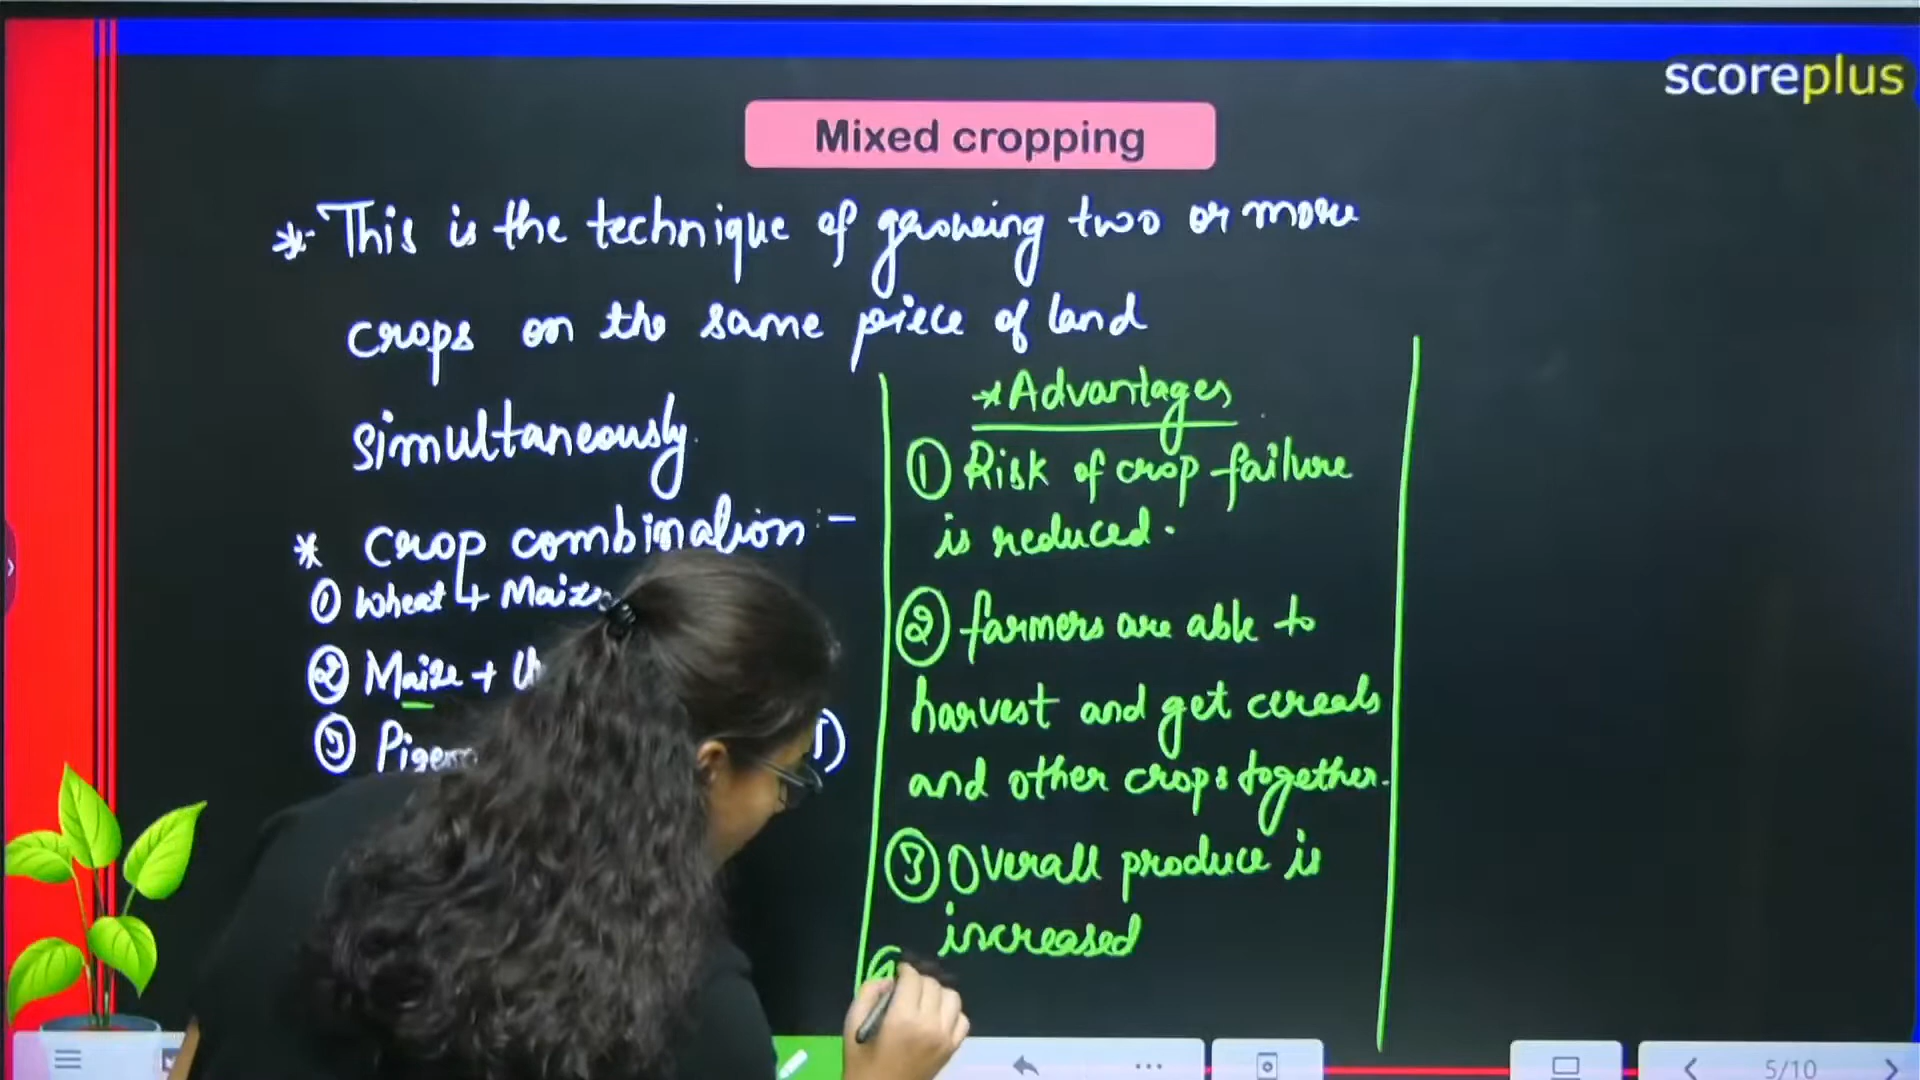 scoreplus
Mixed cropping
* This is the technique of growing two or more
crops on the same piece of land
simultaneously.
* Crop combination :-
① Wheat + Maize
② Maize +
③
* Advantages
① Risk of crop failure
is reduced.
② farmers are able to
harvest and get cereals
and other crops together.
③ Overall produce is
increased
5/10